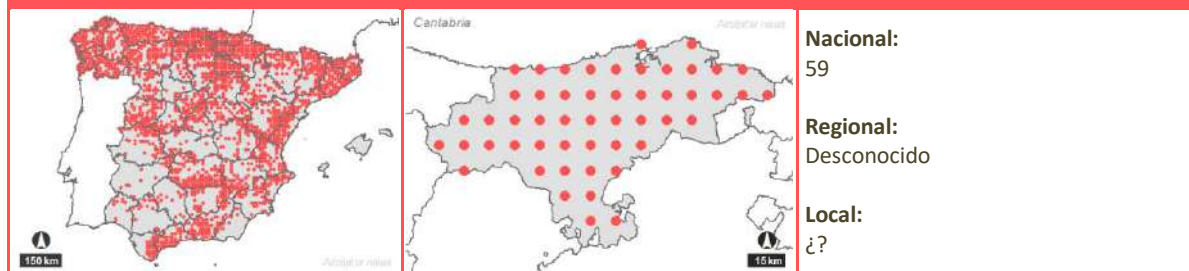 Cantabria
Nacional:
59
Regional:
Desconocido
Local:
¿?
150 km
15 km